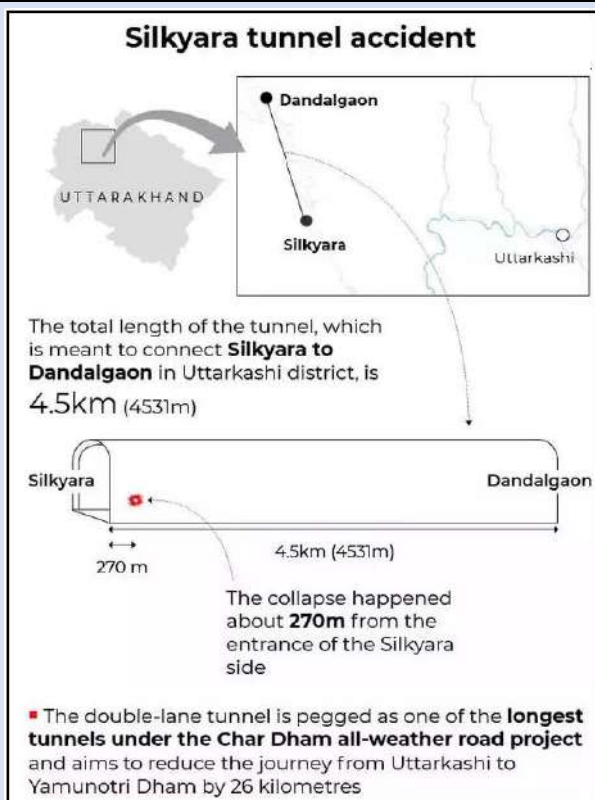 Silkyara tunnel accident
Dandalgaon
UTTARAKHAND
Silkyara
Uttarkashi
The total length of the tunnel, which
is meant to connect Silkyara to
Dandalgaon in Uttarkashi district, is
4.5km (4531m)
Silkyara
Dandalgaon
4.5km (4531m)
270 m
The collapse happened
about 270m from the
entrance of the Silkyara
side
▪ The double-lane tunnel is pegged as one of the longest
tunnels under the Char Dham all-weather road project
and aims to reduce the journey from Uttarkashi to
Yamunotri Dham by 26 kilometres